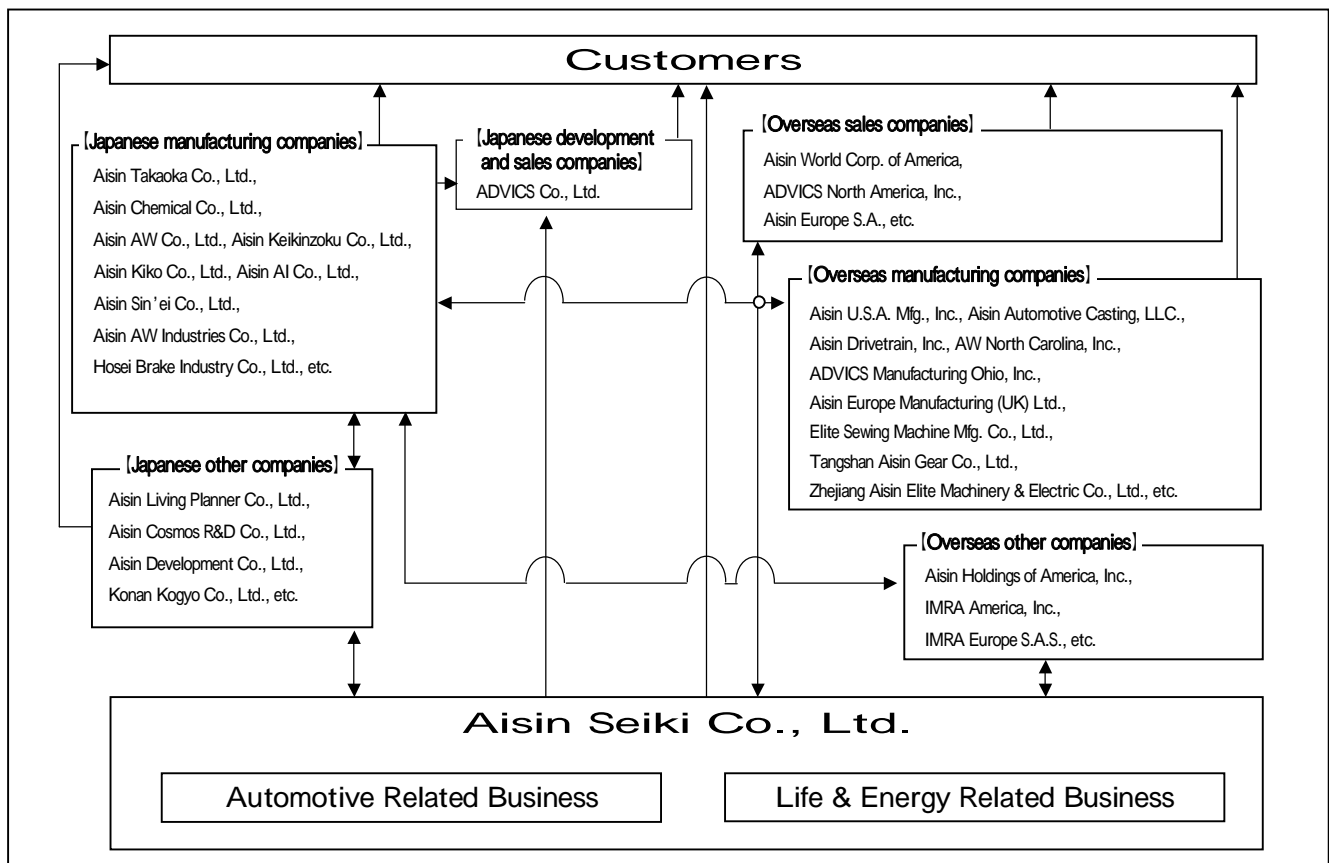 Customers
【Japanese manufacturing companies】
Aisin Takaoka Co., Ltd.,
Aisin Chemical Co., Ltd.,
Aisin AW Co., Ltd., Aisin Keikinzoku Co., Ltd.,
Aisin Kiko Co., Ltd., Aisin AI Co., Ltd.,
Aisin Sin'ei Co., Ltd.,
Aisin AW Industries Co., Ltd.,
Hosei Brake Industry Co., Ltd., etc.
【Japanese development
and sales companies】
ADVICS Co., Ltd.
【Overseas sales companies】
Aisin World Corp. of America,
ADVICS North America, Inc.,
Aisin Europe S.A., etc.
【Overseas manufacturing companies】
Aisin U.S.A. Mfg., Inc., Aisin Automotive Casting, LLC.,
Aisin Drivetrain, Inc., AW North Carolina, Inc.,
ADVICS Manufacturing Ohio, Inc.,
Aisin Europe Manufacturing (UK) Ltd.,
Elite Sewing Machine Mfg. Co., Ltd.,
Tangshan Aisin Gear Co., Ltd.,
Zhejiang Aisin Elite Machinery & Electric Co., Ltd., etc.
【Japanese other companies】
Aisin Living Planner Co., Ltd.,
Aisin Cosmos R&D Co., Ltd.,
Aisin Development Co., Ltd.,
Konan Kogyo Co., Ltd., etc.
【Overseas other companies】
Aisin Holdings of America, Inc.,
IMRA America, Inc.,
IMRA Europe S.A.S., etc.
Aisin Seiki Co., Ltd.
Automotive Related Business
Life & Energy Related Business